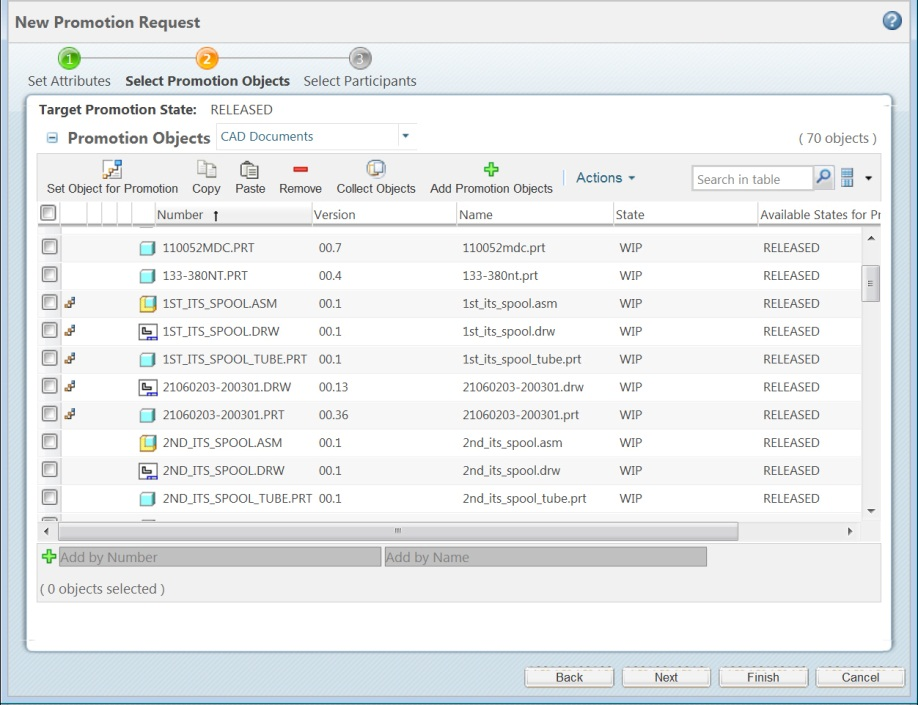 New Promotion Request
1 2 3
Set Attributes Select Promotion Objects Select Participants
Target Promotion State: RELEASED
Promotion Objects CAD Documents ( 70 objects )
Set Object for Promotion Copy Paste Remove Collect Objects Add Promotion Objects Actions Search in table
Number Version Name State Available States for Pr
110052MDC.PRT 00.7 110052mdc.prt WIP RELEASED
133-380NT.PRT 00.4 133-380nt.prt WIP RELEASED
1ST_ITS_SPOOL.ASM 00.1 1st_its_spool.asm WIP RELEASED
1ST_ITS_SPOOL.DRW 00.1 1st_its_spool.drw WIP RELEASED
1ST_ITS_SPOOL_TUBE.PRT 00.1 1st_its_spool_tube.prt WIP RELEASED
21060203-200301.DRW 00.13 21060203-200301.drw WIP RELEASED
21060203-200301.PRT 00.36 21060203-200301.prt WIP RELEASED
2ND_ITS_SPOOL.ASM 00.1 2nd_its_spool.asm WIP RELEASED
2ND_ITS_SPOOL.DRW 00.1 2nd_its_spool.drw WIP RELEASED
2ND_ITS_SPOOL_TUBE.PRT 00.1 2nd_its_spool_tube.prt WIP RELEASED
Add by Number Add by Name
( 0 objects selected )
Back Next Finish Cancel